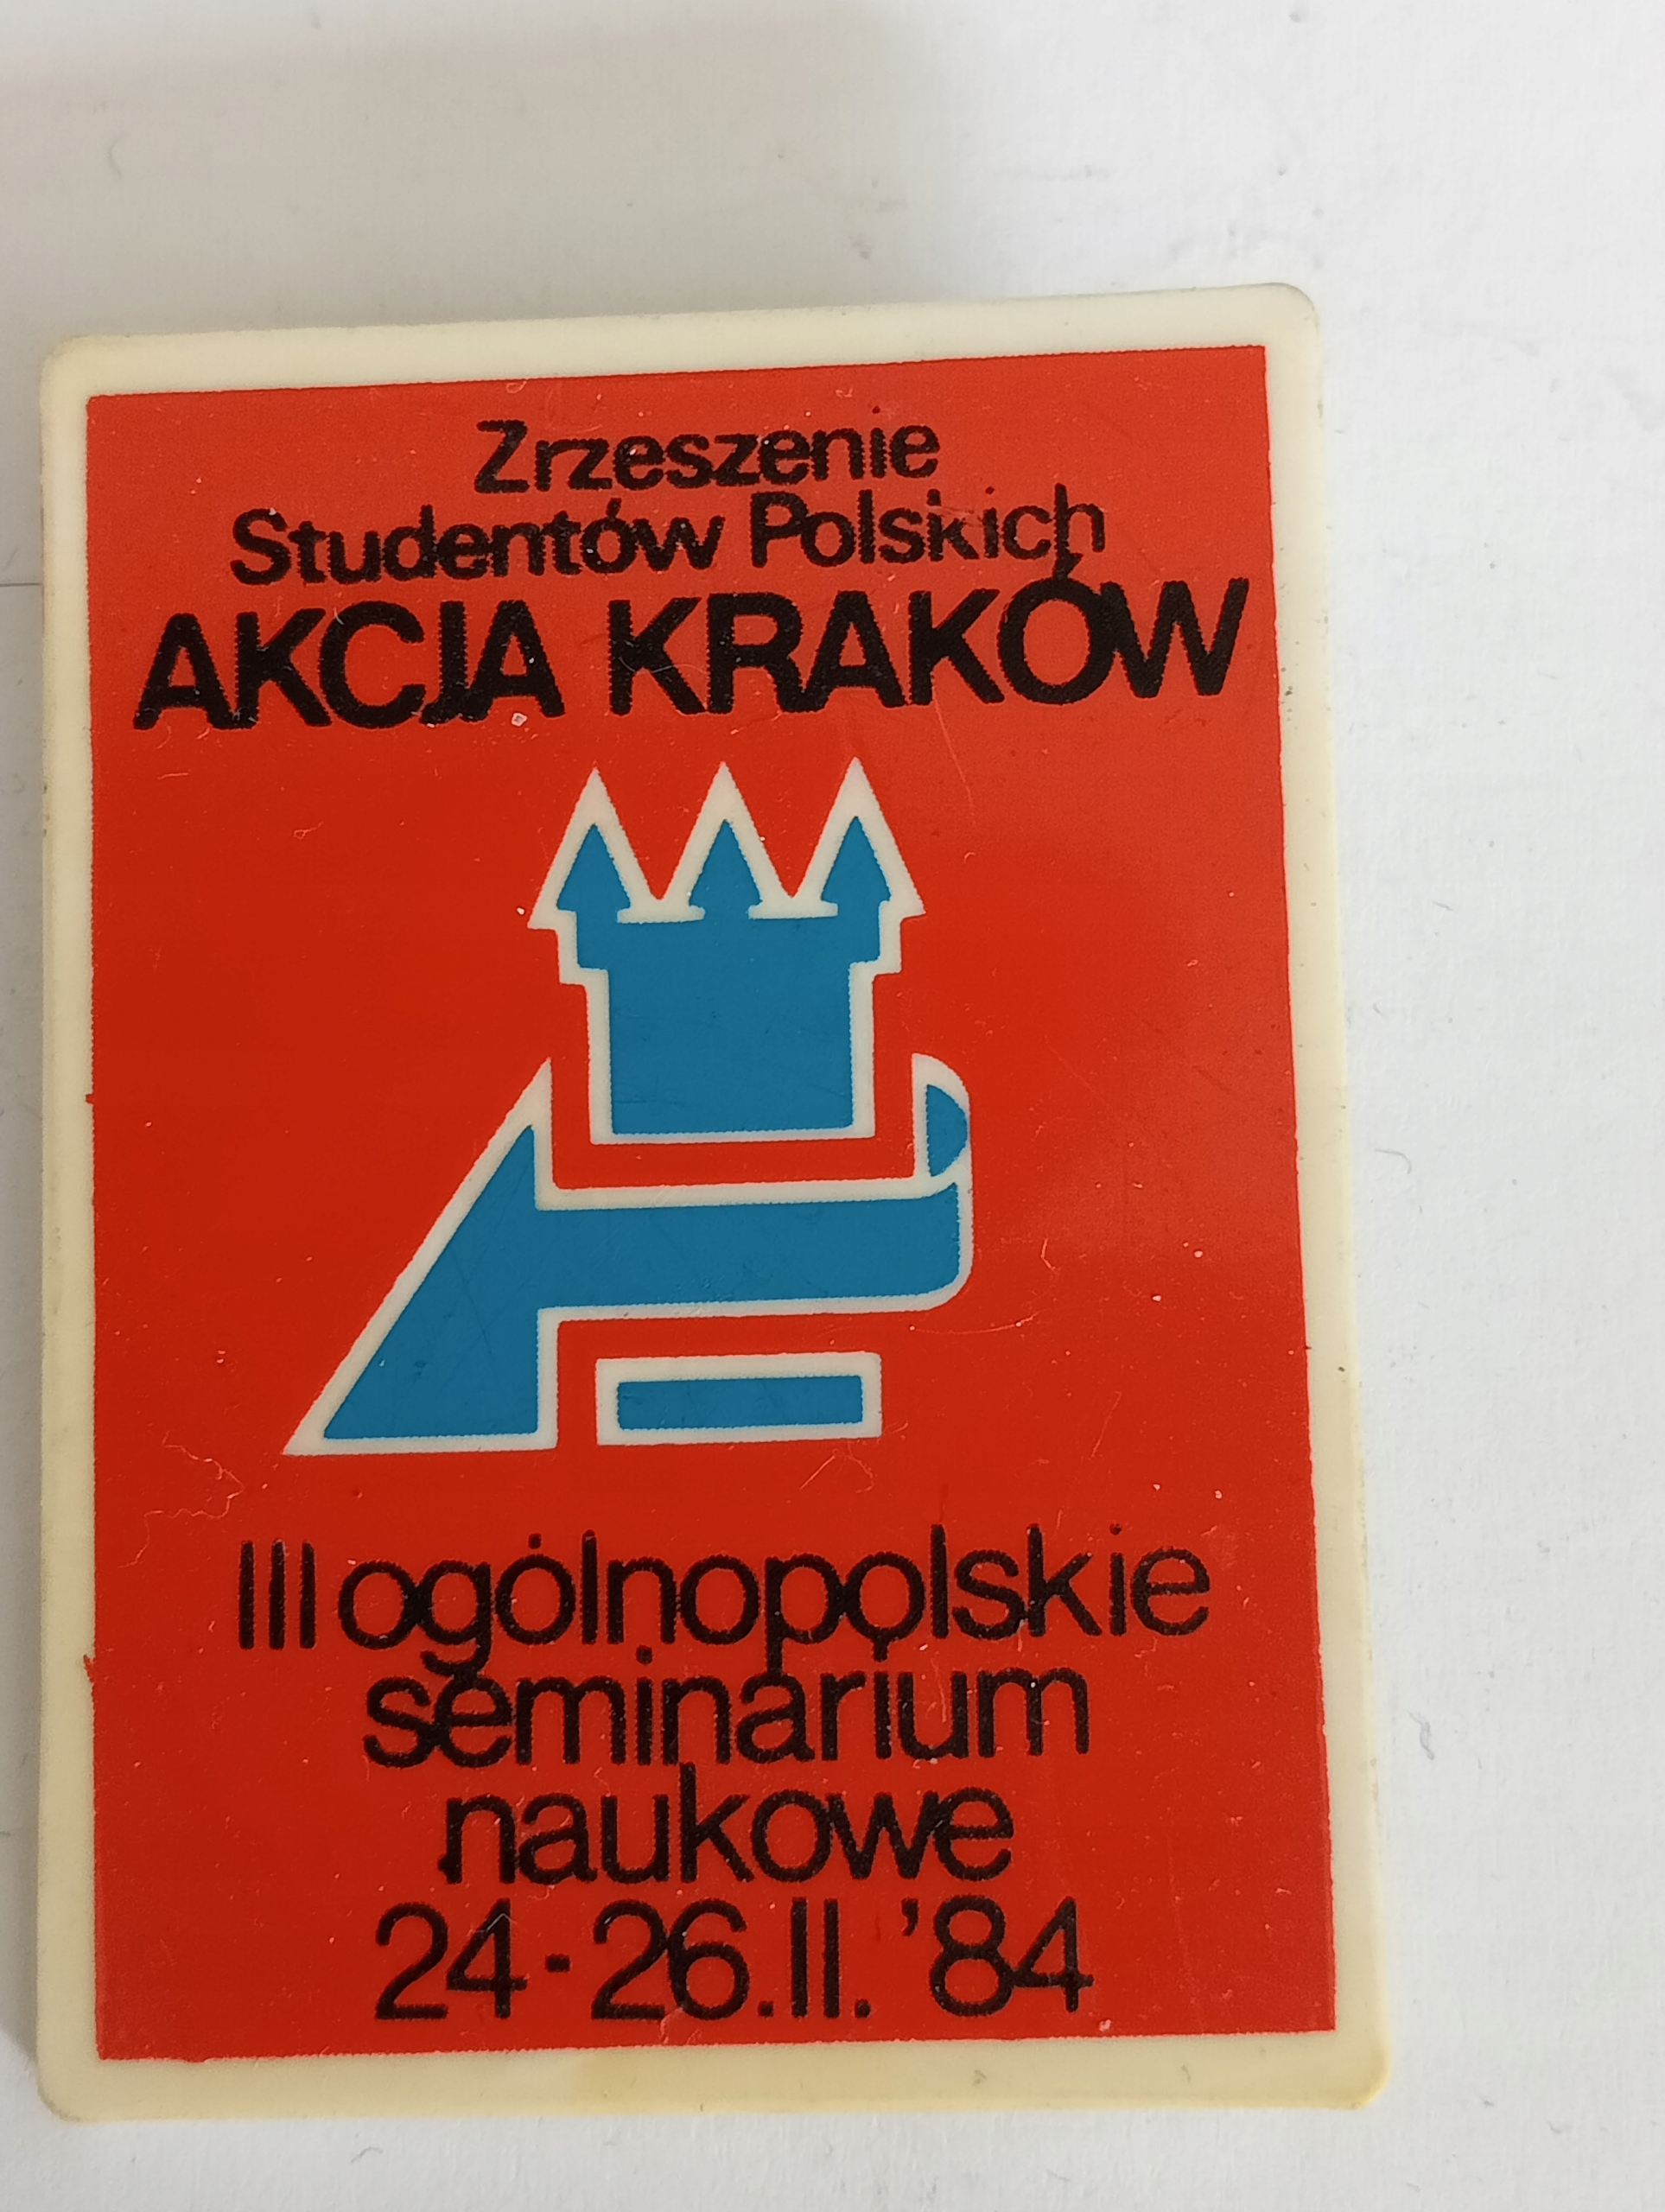 Zrzeszenie
Studentów Polskich
AKCJA KRAKÓW
III ogólnopolskie
seminarium
naukowe
24-26.II.'84